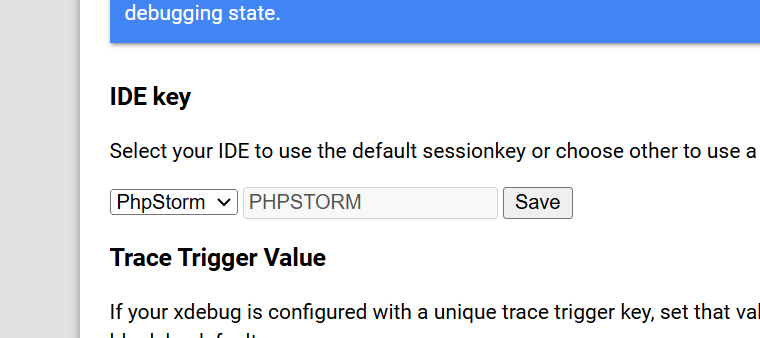 debugging state.
IDE key
Select your IDE to use the default sessionkey or choose other to use a
PhpStorm PHPSTORM Save
Trace Trigger Value
If your xdebug is configured with a unique trace trigger key, set that val